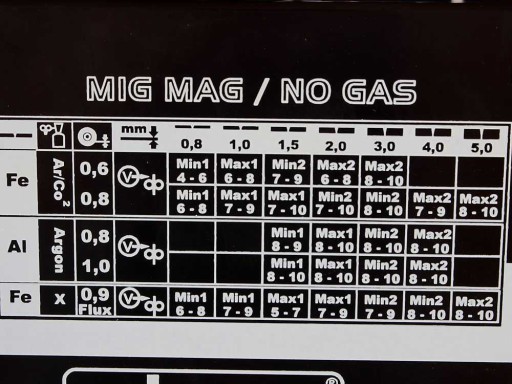 MIG MAG / NO GAS
mm 0,8 1,0 1,5 2,0 3,0 4,0 5,0
Fe Ar/Co2 0,6 V Min1 Max1 Min2 Max2 Max2
4 - 6 6 - 8 7 - 9 6 - 8 8 - 10
0,8 Min1 Max1 Max1 Min2 Min2 Max2 Max2
6 - 8 7 - 9 7 - 10 7 - 10 8 - 10 7 - 9 8 - 10
Al Argon 0,8 V Min1 Max1 Min2 Max2
8 - 9 8 - 10 8 - 10 8 - 10
1,0 Max1 Min2 Max2
8 - 10 8 - 10 8 - 10 8 - 10
Fe X 0,9 V Min1 Min1 Max1 Max1 Min2 Min2 Max2
Flux 6 - 8 7 - 9 5 - 7 7 - 9 7 - 9 8 - 10 8 - 10
®